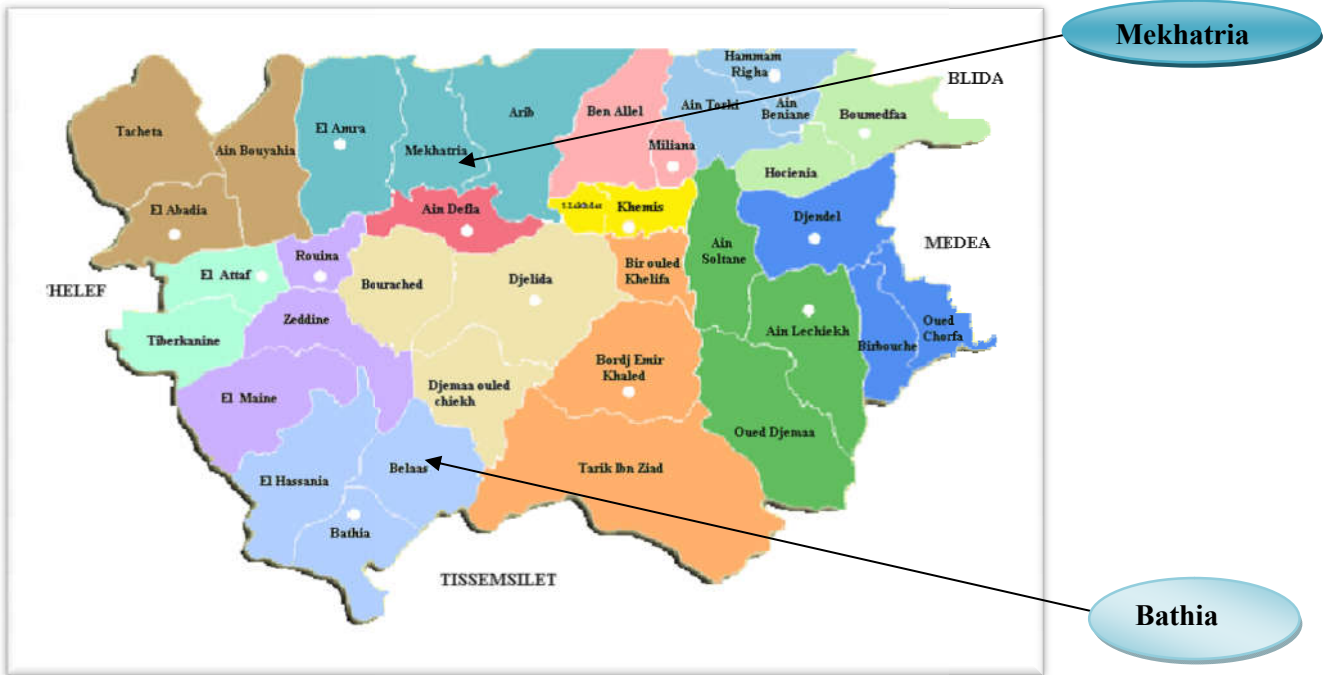 Mekhatria
Hammam
Righa
BLIDA
Tacheta
Ain Bouyahia
El Amra
Mekhatria
Arib
Ben Allel
Miliana
Ain Torki
Ain
Beniane
Boumedfaa
Hocienia
El Abadia
Ain Defla
S.Lakhdar
Khemis
Djendel
MEDEA
HELEF
El Attaf
Rouina
Bourached
Djelida
Bir ouled
Khelifa
Ain
Soltane
Tiberkanine
Zeddine
Ain Lechiekh
Birbouche
Oued
Chorfa
El Maine
Djemaa ouled
chiekh
Bordj Emir
Khaled
Oued Djemaa
El Hassania
Belaas
Tarik Ibn Ziad
Bathia
TISSEMSILET
Bathia